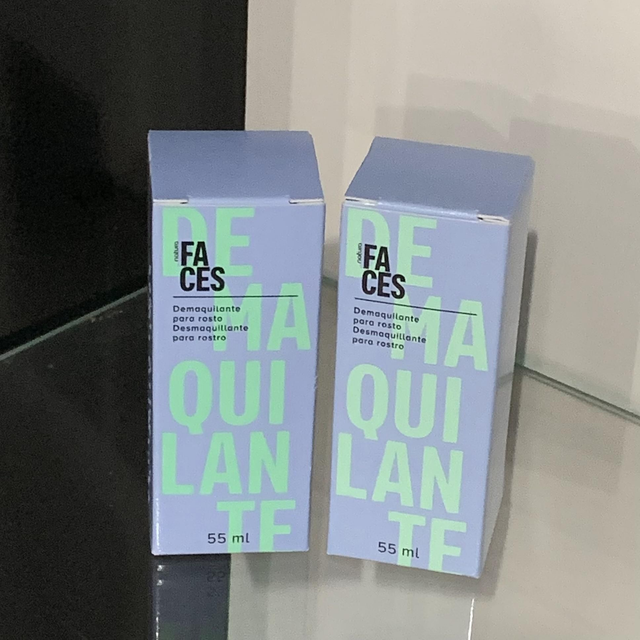 DE
natura
FA
CES
Demaquilante
para rosto
Desmaquillante
para rostro
MA
QUI
LAN
TE
55 ml
DE
natura
FA
CES
Demaquilante
para rosto
Desmaquillante
para rostro
MA
QUI
LAN
TE
55 ml